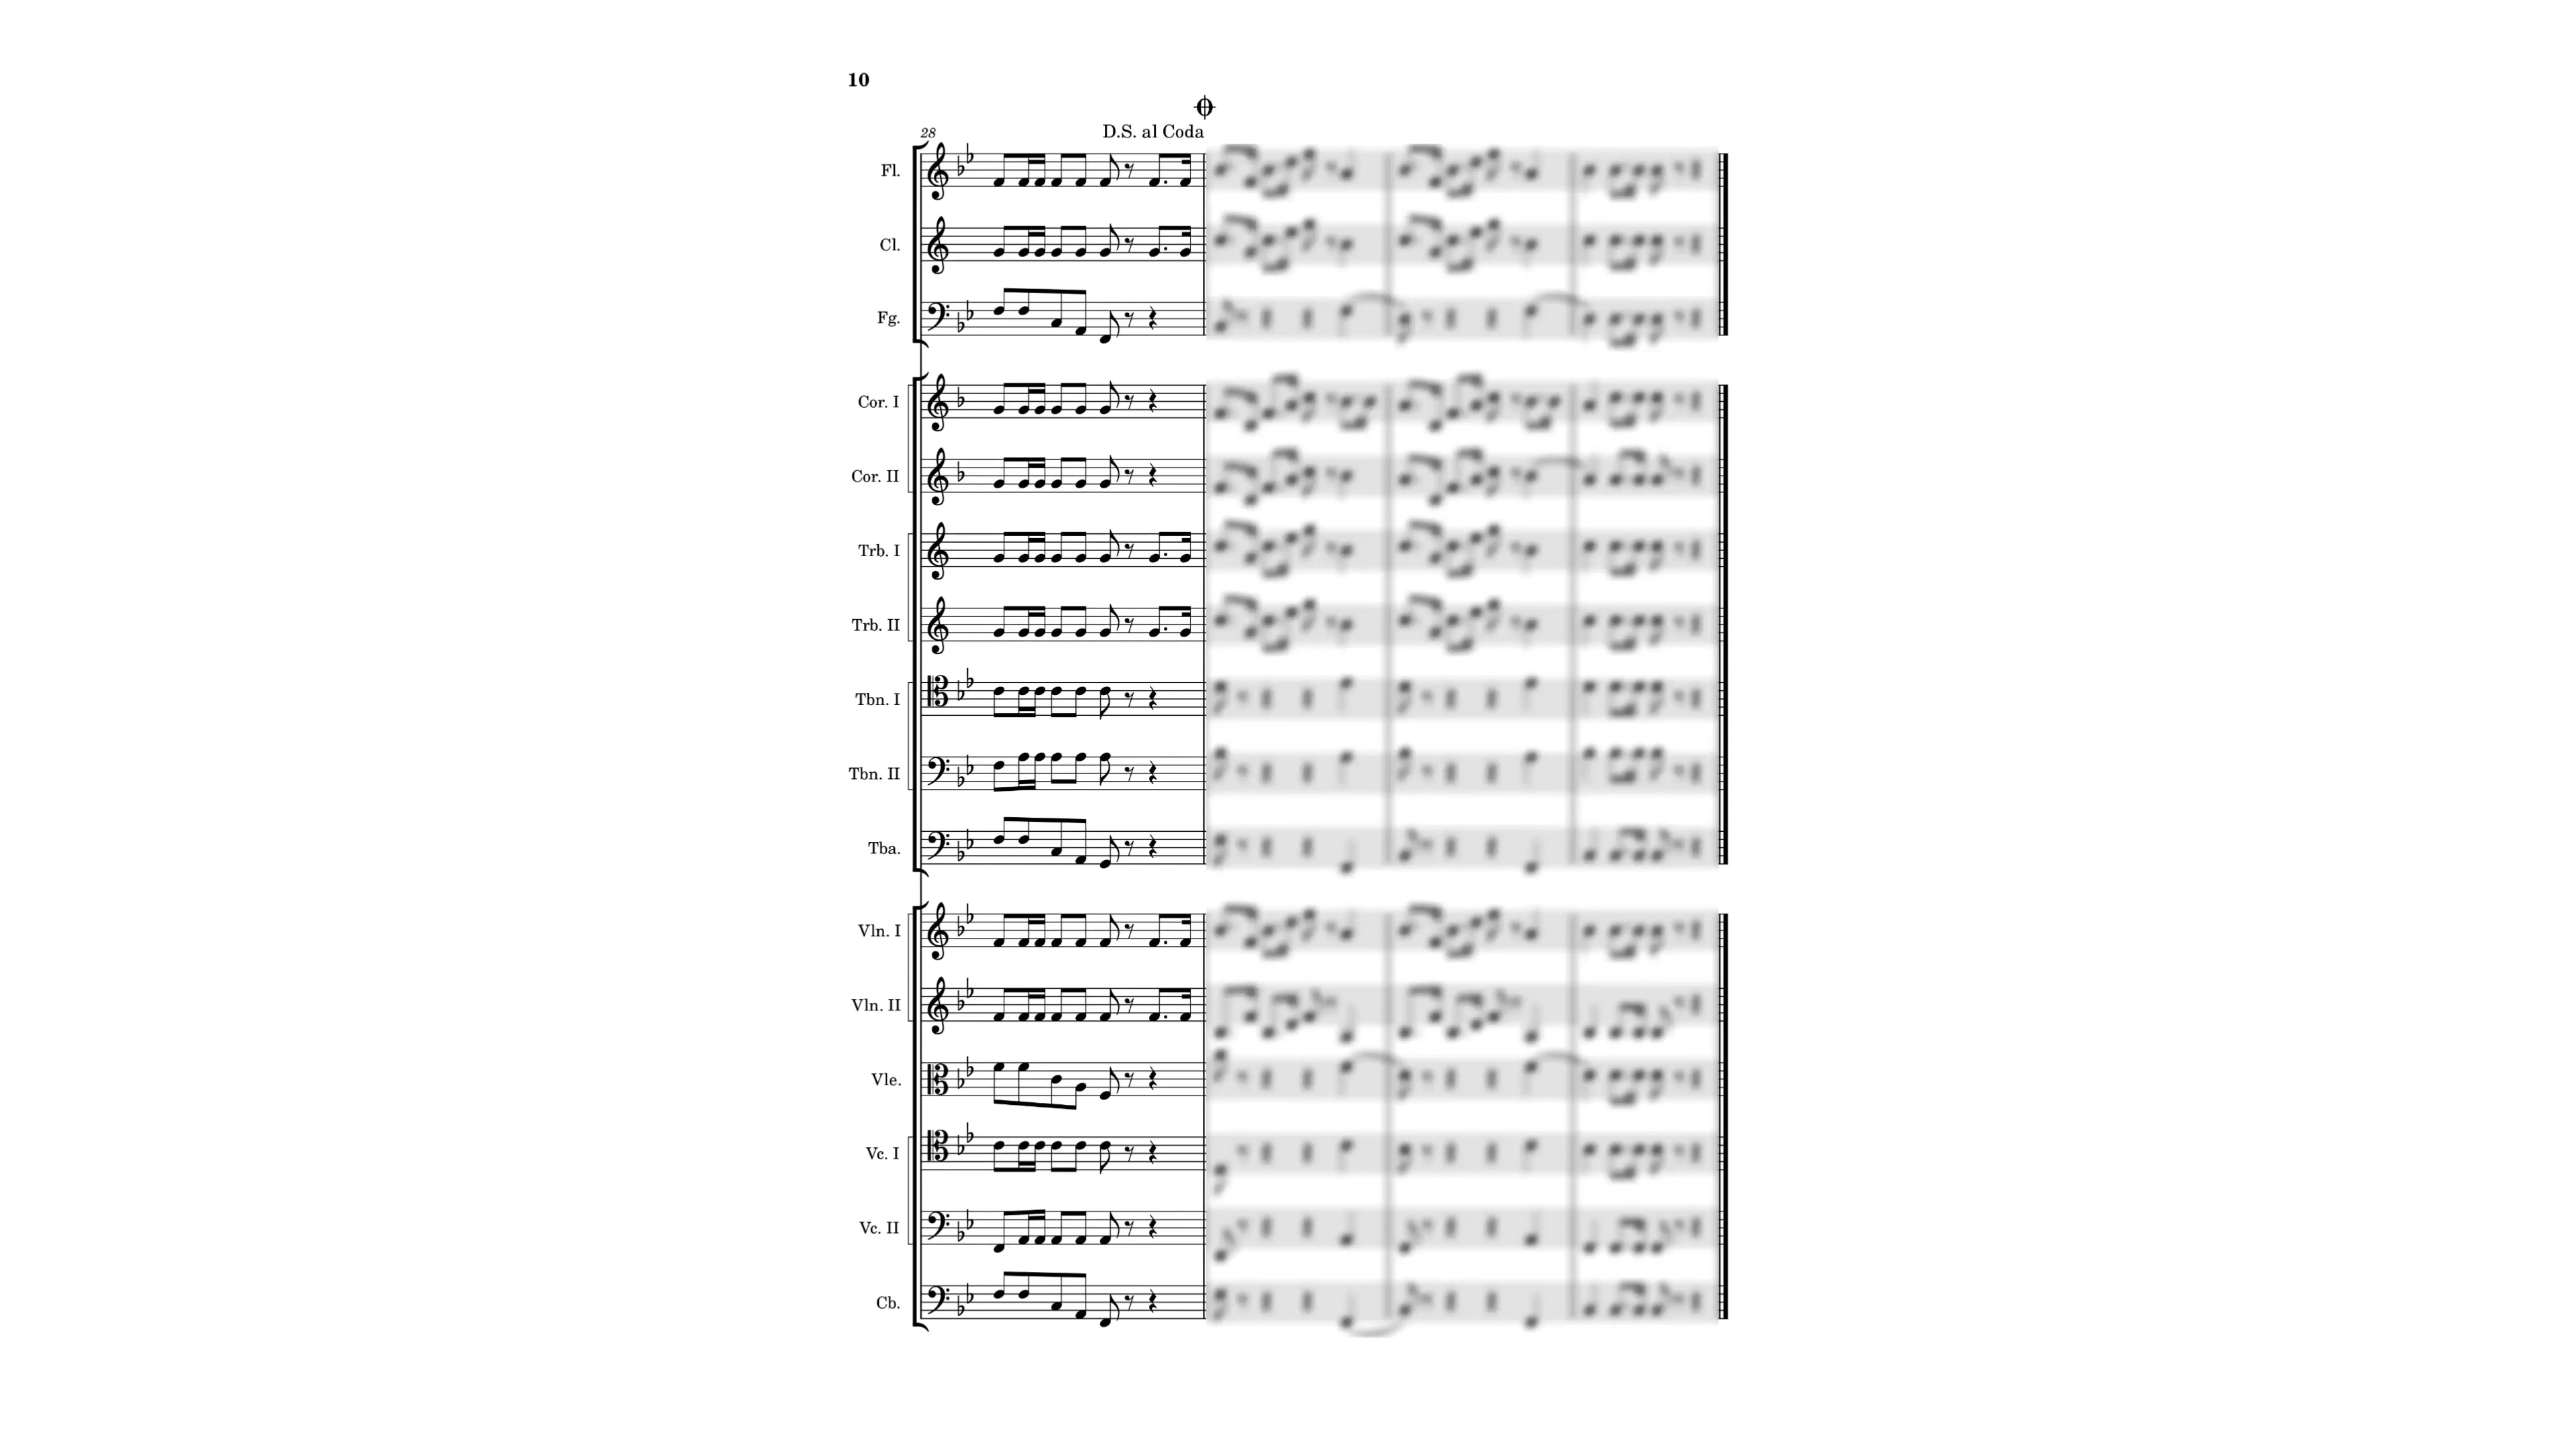 10
D.S. al Coda
28
Fl.
Cl.
Fg.
Cor. I
Cor. II
Trb. I
Trb. II
Tbn. I
Tbn. II
Tba.
Vln. I
Vln. II
Vle.
Vc. I
Vc. II
Cb.